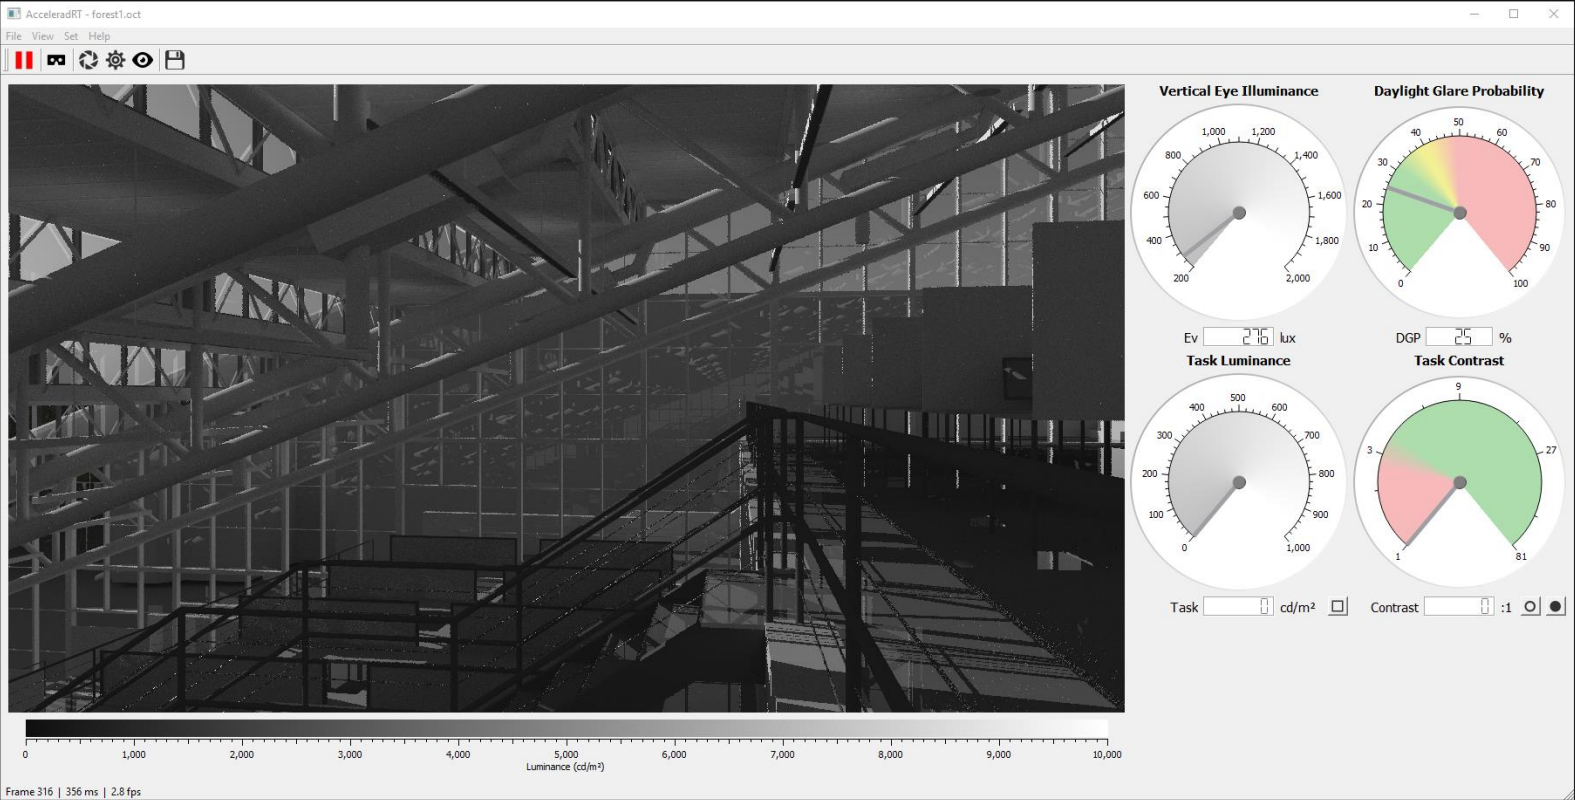 AcceleradRT - forest1.oct
File View Set Help
Vertical Eye Illuminance
200 400 600 800 1,000 1,200 1,400 1,600 1,800 2,000
Ev 276 lux
Daylight Glare Probability
0 10 20 30 40 50 60 70 80 90 100
DGP 25 %
Task Luminance
0 100 200 300 400 500 600 700 800 900 1,000
Task 0 cd/m²
Task Contrast
1 3 9 27 81
Contrast 0 :1
0 1,000 2,000 3,000 4,000 5,000 6,000 7,000 8,000 9,000 10,000
Luminance (cd/m²)
Frame 316 | 356 ms | 2.8 fps